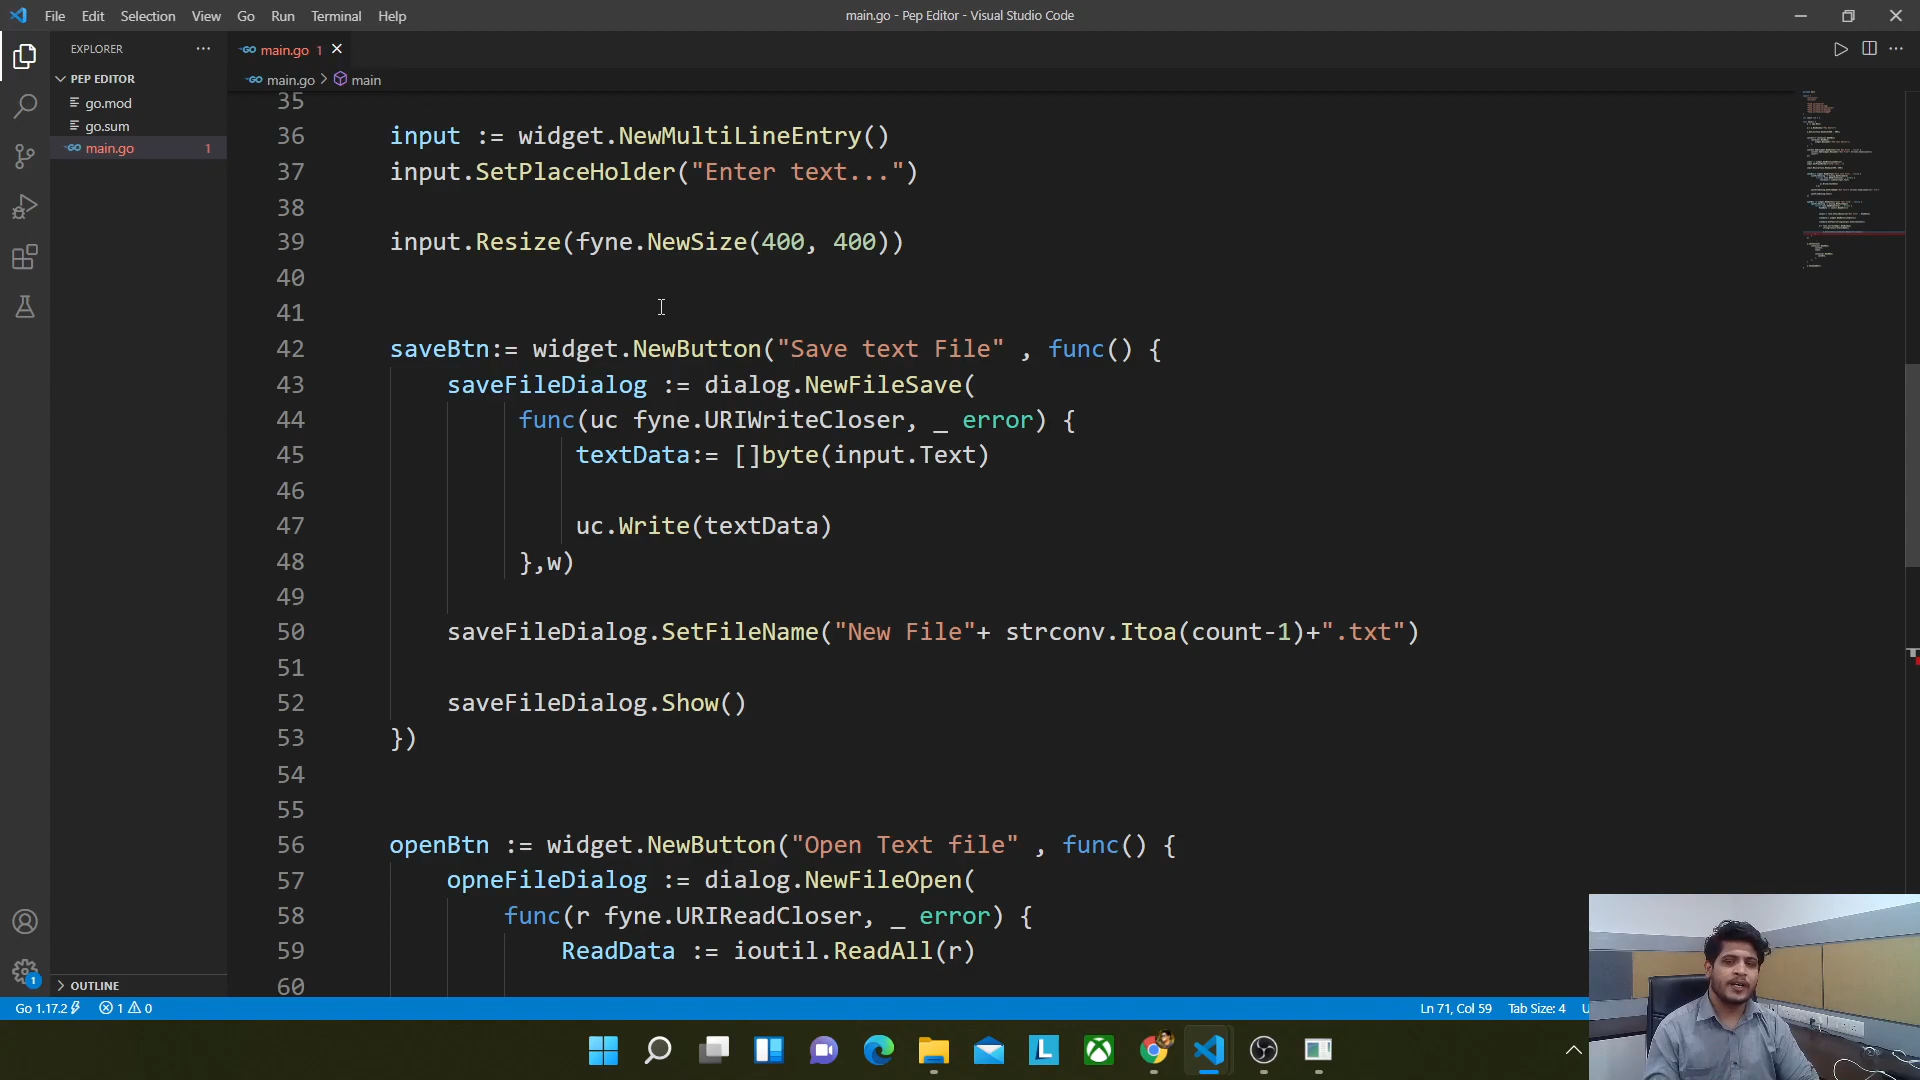 File Edit Selection View Go Run Terminal Help
main.go - Pep Editor - Visual Studio Code
EXPLORER
PEP EDITOR
go.mod
go.sum
main.go 1
OUTLINE
main.go 1
main.go > main
35
36 input := widget.NewMultiLineEntry()
37 input.SetPlaceHolder("Enter text...")
38
39 input.Resize(fyne.NewSize(400, 400))
40
41
42 saveBtn:= widget.NewButton("Save text File" , func() {
43 saveFileDialog := dialog.NewFileSave(
44 func(uc fyne.URIWriteCloser, _ error) {
45 textData:= []byte(input.Text)
46
47 uc.Write(textData)
48 },w)
49
50 saveFileDialog.SetFileName("New File"+ strconv.Itoa(count-1)+".txt")
51
52 saveFileDialog.Show()
53 })
54
55
56 openBtn := widget.NewButton("Open Text file" , func() {
57 opneFileDialog := dialog.NewFileOpen(
58 func(r fyne.URIReadCloser, _ error) {
59 ReadData := ioutil.ReadAll(r)
60
1
Go 1.17.2 1 0
Ln 71, Col 59 Tab Size: 4 U
L